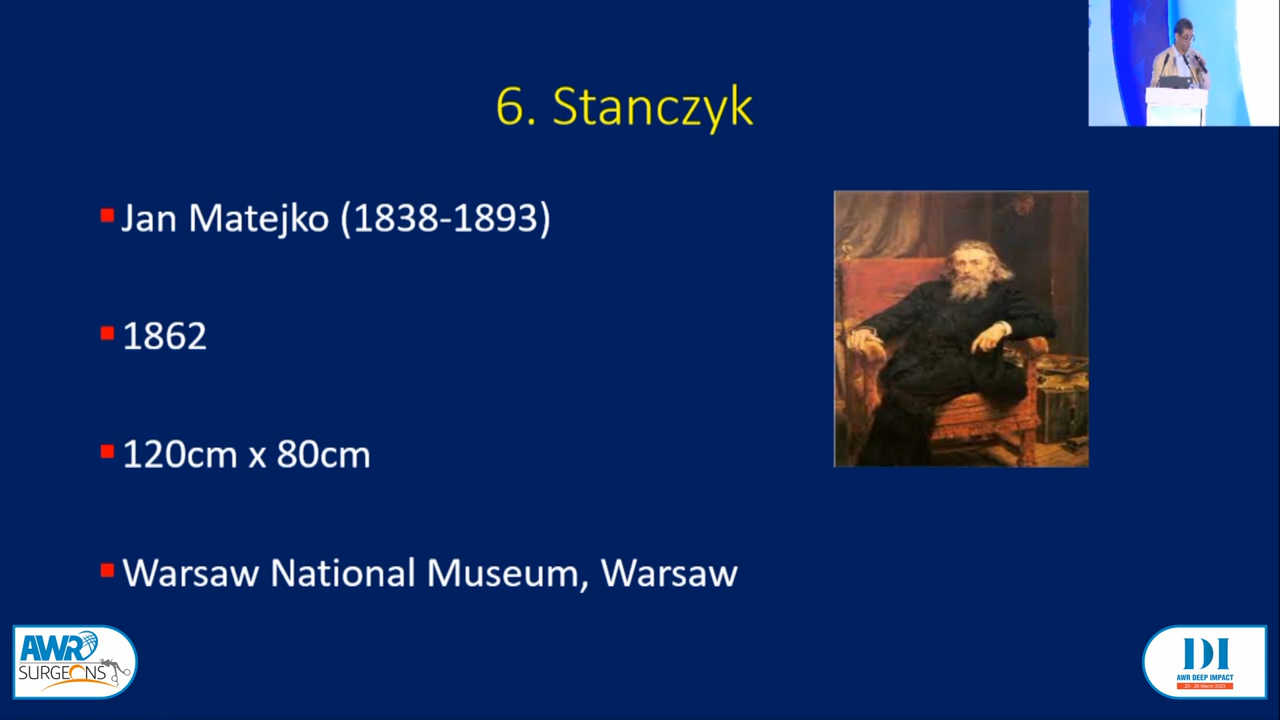 6. Stanczyk
Jan Matejko (1838-1893)
1862
120cm x 80cm
Warsaw National Museum, Warsaw
AWR
SURGEONS
DI
AWR DEEP IMPACT